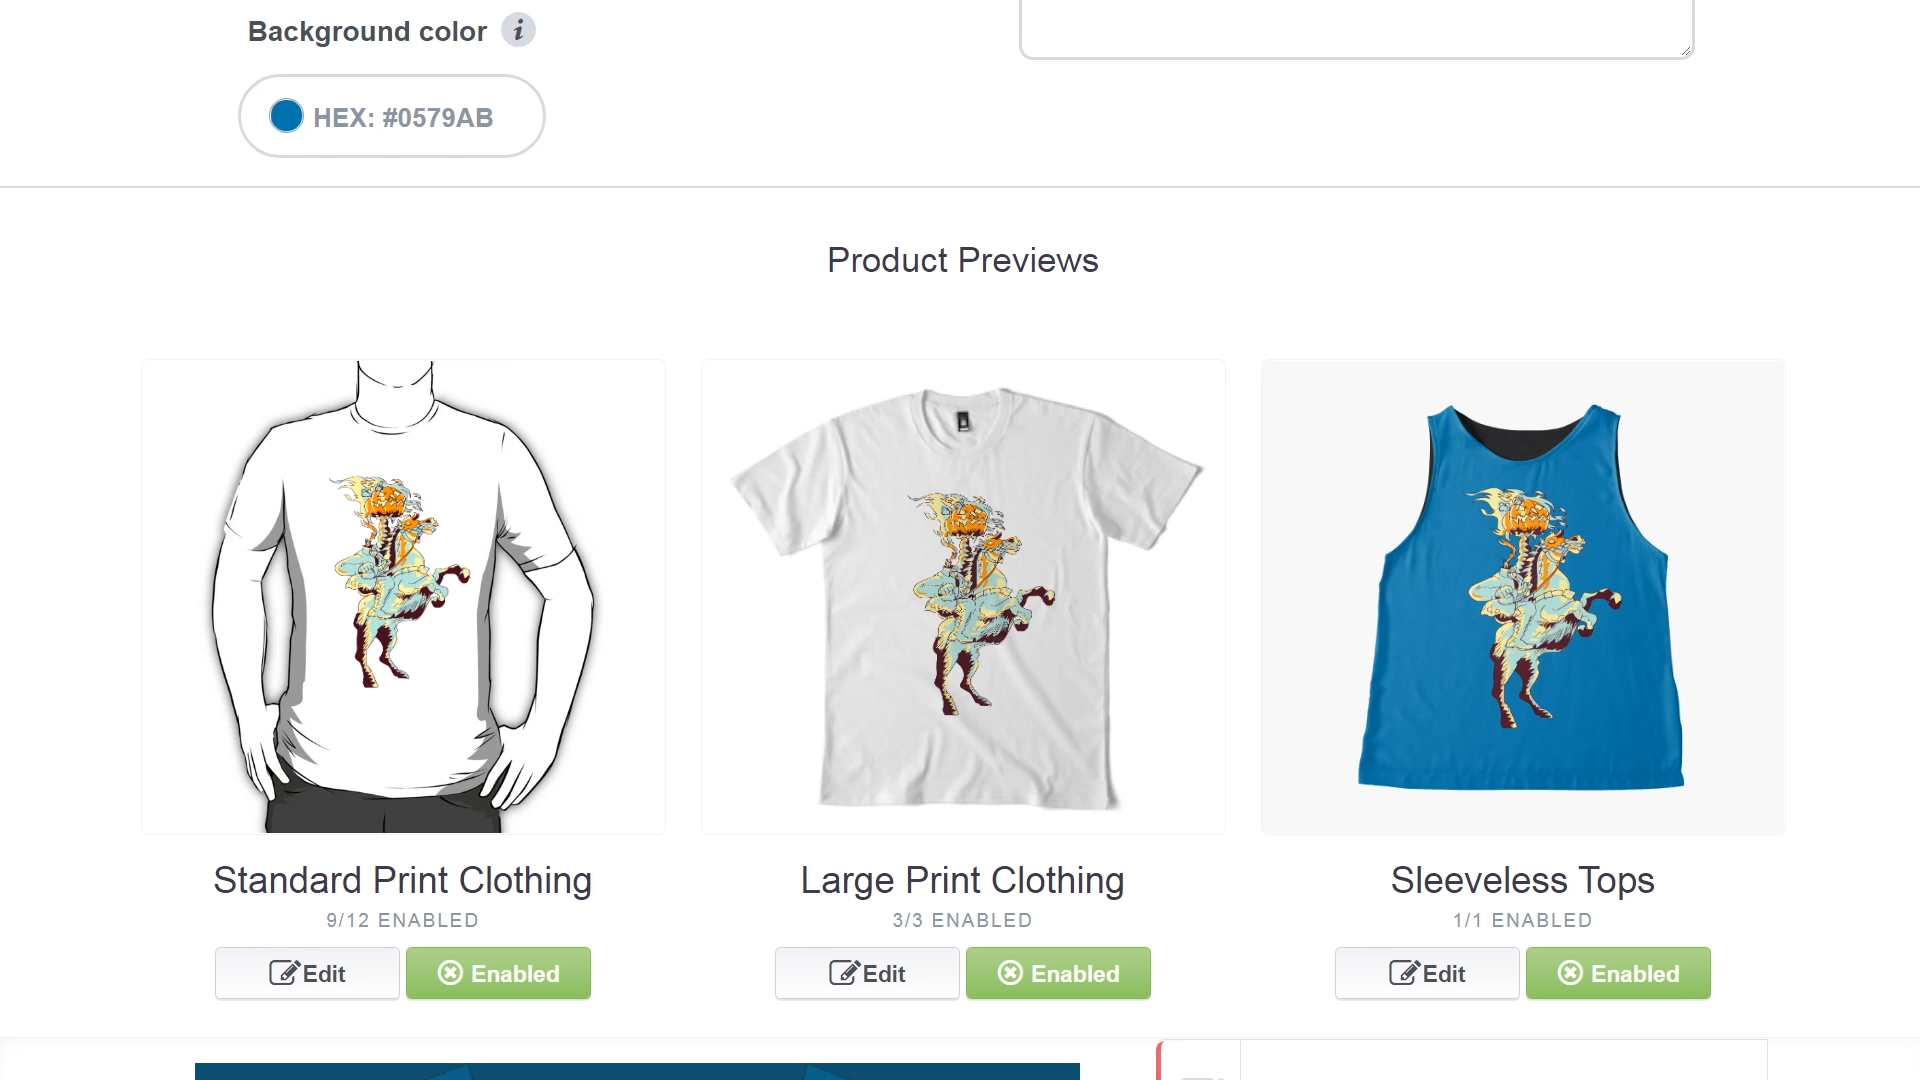 Background color i
HEX: #0579AB
Product Previews
Standard Print Clothing
9/12 ENABLED
Edit
Enabled
Large Print Clothing
3/3 ENABLED
Edit
Enabled
Sleeveless Tops
1/1 ENABLED
Edit
Enabled